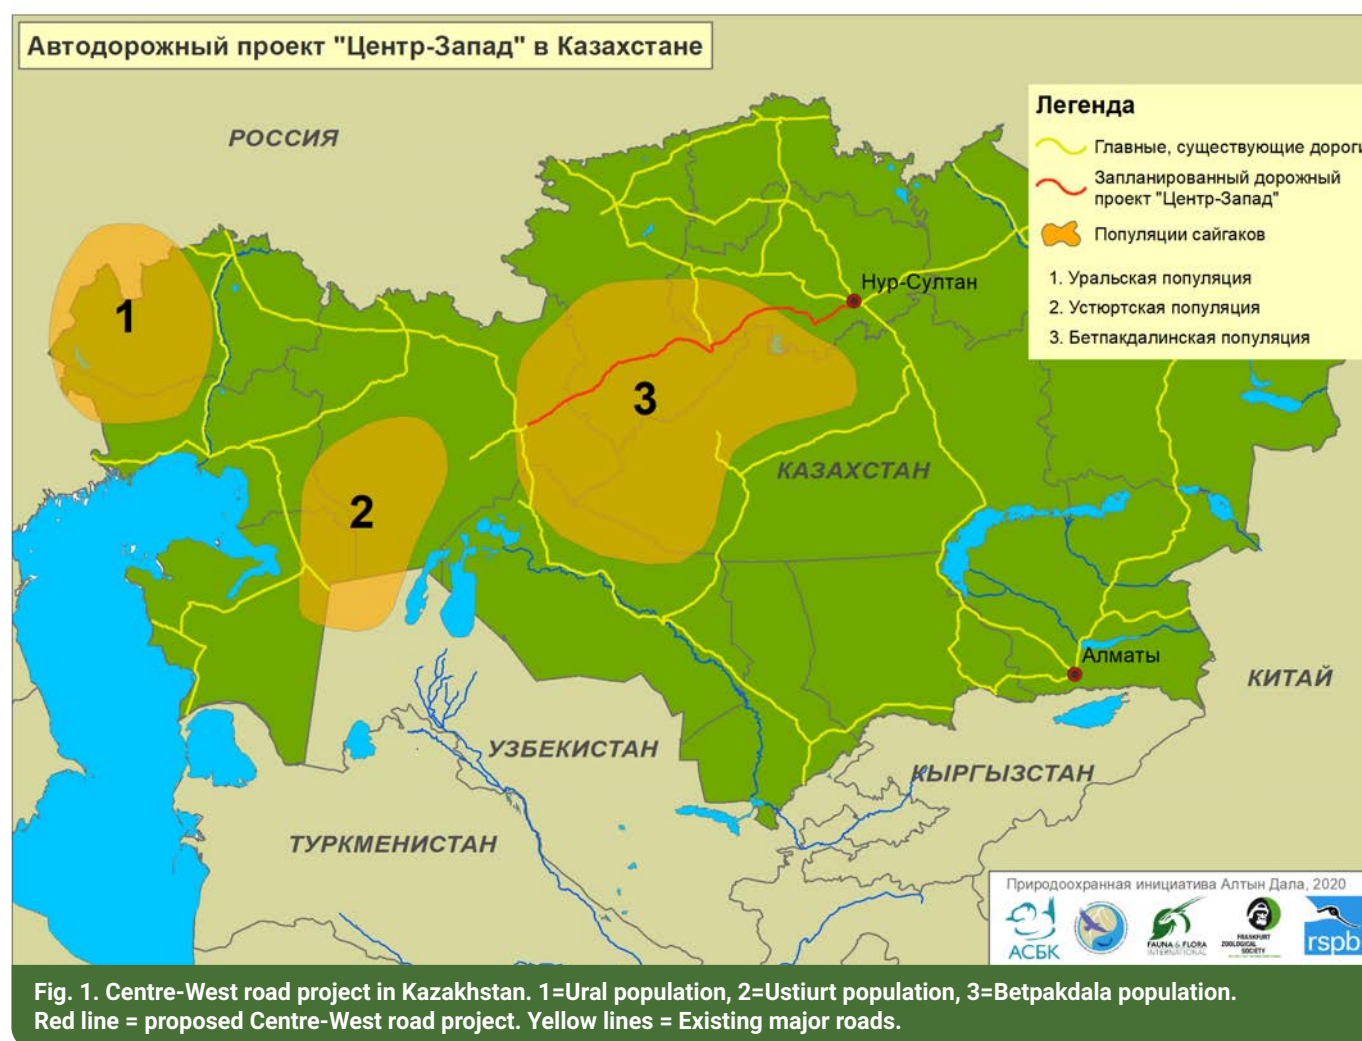 Автодорожный проект "Центр-Запад" в Казахстане
РОССИЯ
Легенда
Главные, существующие дороги
Запланированный дорожный
проект "Центр-Запад"
Популяции сайгаков
1. Уральская популяция
2. Устюртская популяция
3. Бетпакдалинская популяция
Нур-Султан
1
3
2
КАЗАХСТАН
Алматы
КИТАЙ
УЗБЕКИСТАН
КЫРГЫЗСТАН
ТУРКМЕНИСТАН
Природоохранная инициатива Алтын Дала, 2020
АСБК
FAUNA & FLORA
INTERNATIONAL
FRANKFURT
ZOOLOGICAL
SOCIETY
rspb
Fig. 1. Centre-West road project in Kazakhstan. 1=Ural population, 2=Ustiurt population, 3=Betpakdala population.
Red line = proposed Centre-West road project. Yellow lines = Existing major roads.